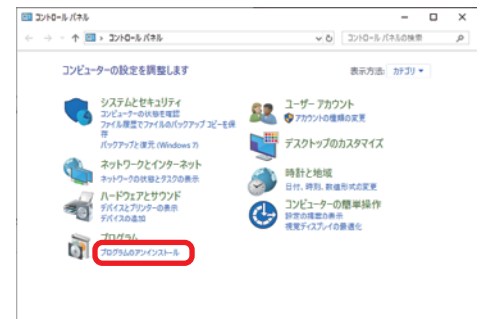 コントロール パネル
コントロール パネル
コントロール パネルの検索
コンピューターの設定を調整します
表示方法: カテゴリ
システムとセキュリティ
コンピューターの状態を確認
ファイル履歴でファイルのバックアップ コピーを保
存
バックアップと復元 (Windows 7)
ネットワークとインターネット
ネットワークの状態とタスクの表示
ハードウェアとサウンド
デバイスとプリンターの表示
デバイスの追加
プログラム
プログラムのアンインストール
ユーザー アカウント
アカウントの種類の変更
デスクトップのカスタマイズ
時計と地域
日付、時刻、数値形式の変更
コンピューターの簡単操作
設定の提案の表示
視覚ディスプレイの最適化